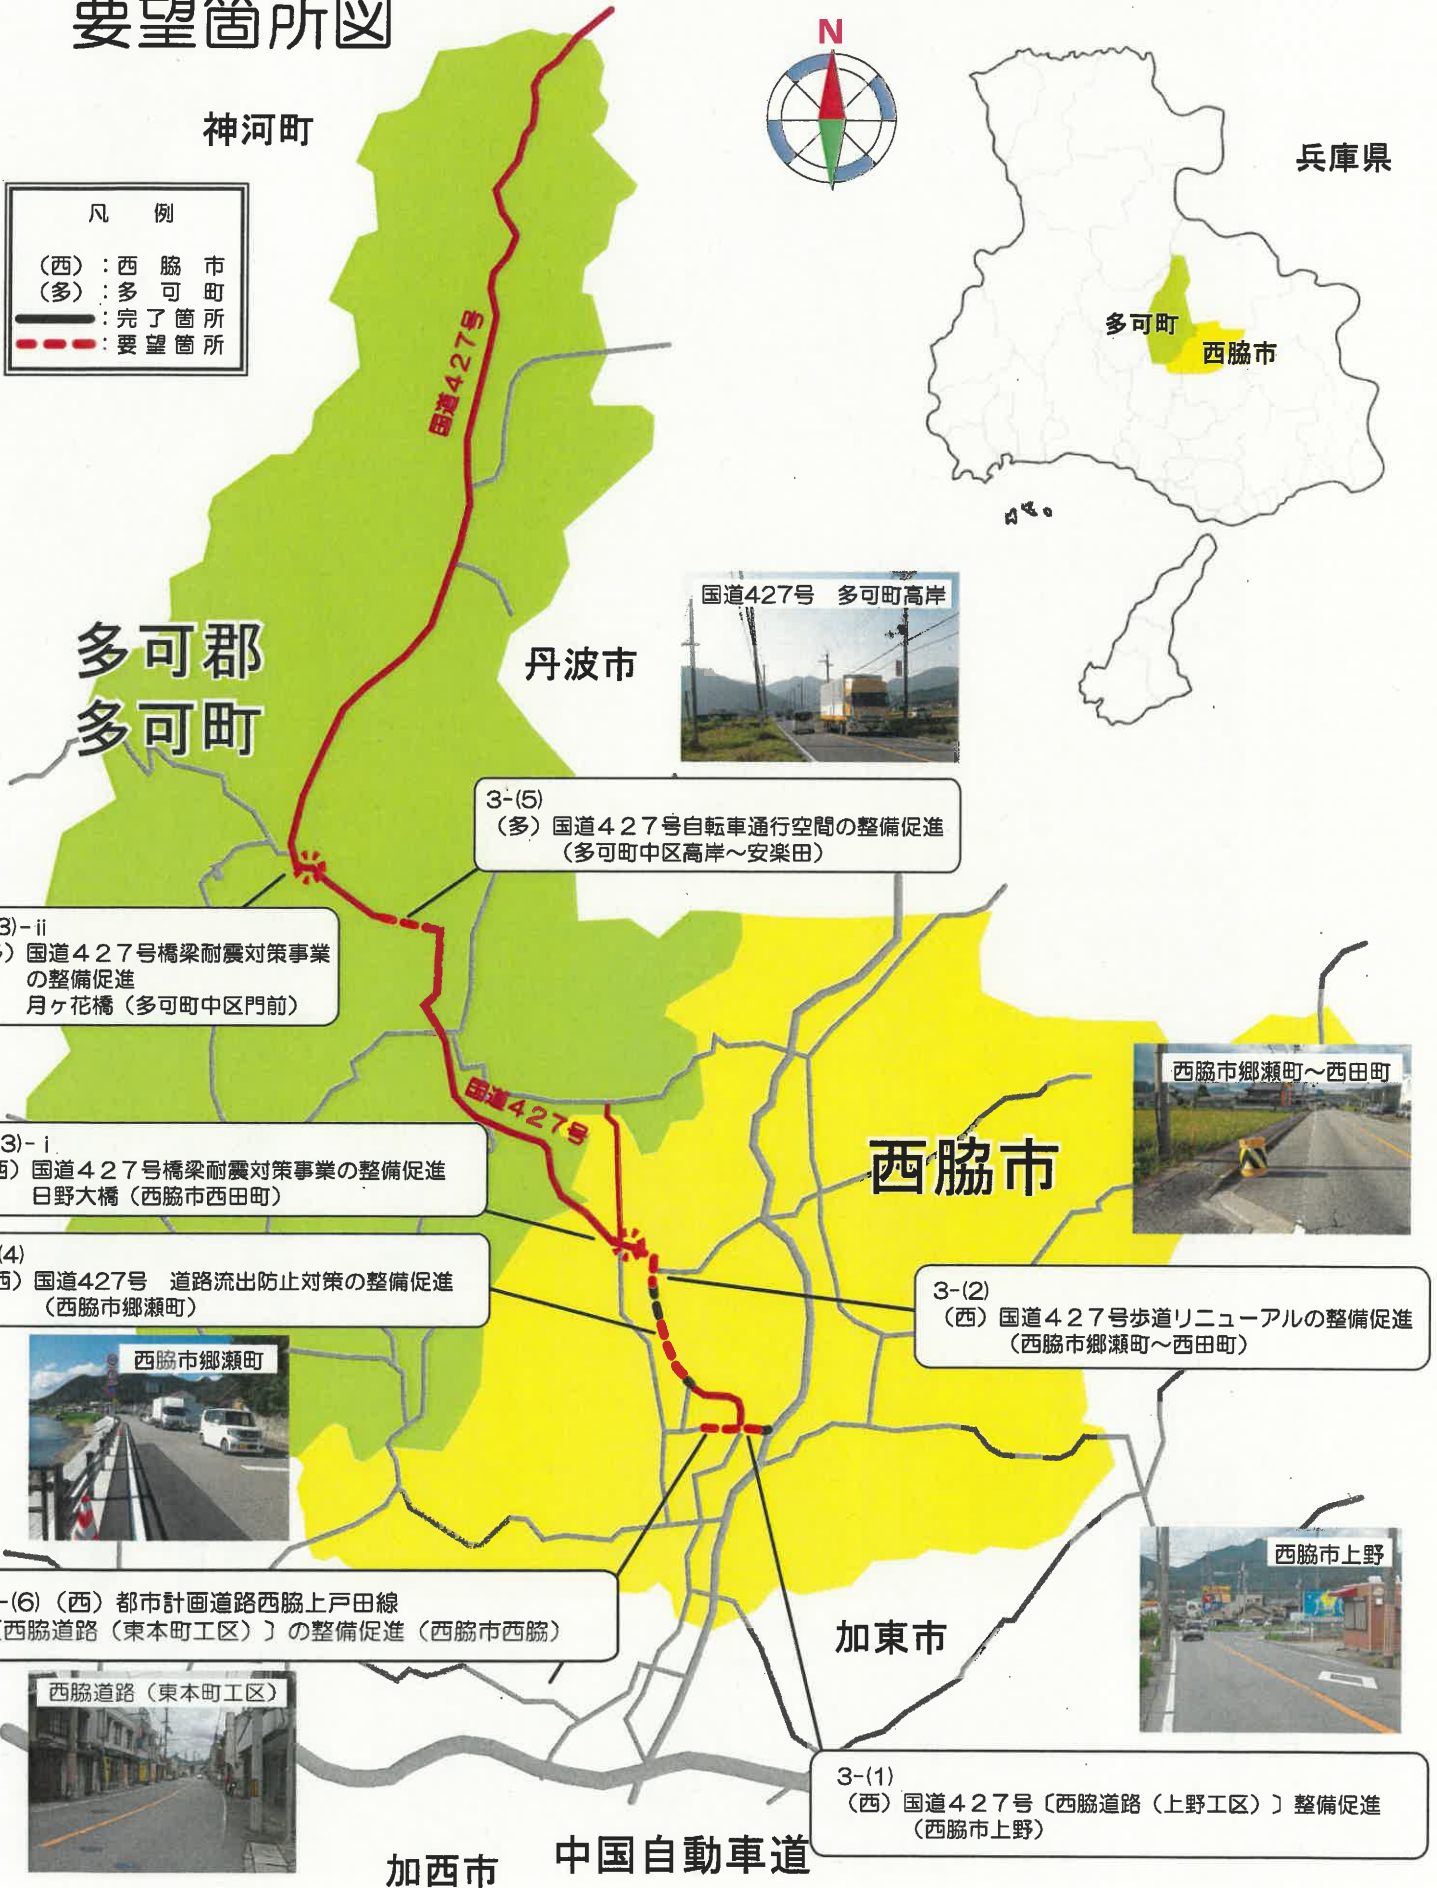 要望箇所図
N
神河町
兵庫県
凡 例
(西):西 脇 市
(多):多 可 町
:完了箇所
:要望箇所
多可町
西脇市
国道427号
国道427号 多可町高岸
多可郡
多可町
丹波市
3-(5)
(多)国道427号自転車通行空間の整備促進
(多可町中区高岸~安楽田)
3)-ii
)国道427号橋梁耐震対策事業
の整備促進
月ヶ花橋(多可町中区門前)
西脇市郷瀬町~西田町
国道427号
西脇市
3)-i
西)国道427号橋梁耐震対策事業の整備促進
日野大橋(西脇市西田町)
(4)
西)国道427号 道路流出防止対策の整備促進
(西脇市郷瀬町)
3-(2)
(西)国道427号歩道リニューアルの整備促進
(西脇市郷瀬町~西田町)
西脇市郷瀬町
西脇市上野
-(6)(西)都市計画道路西脇上戸田線
〔西脇道路(東本町工区)〕の整備促進(西脇市西脇)
加東市
西脇道路(東本町工区)
3-(1)
(西)国道427号〔西脇道路(上野工区)〕整備促進
(西脇市上野)
中国自動車道
加西市